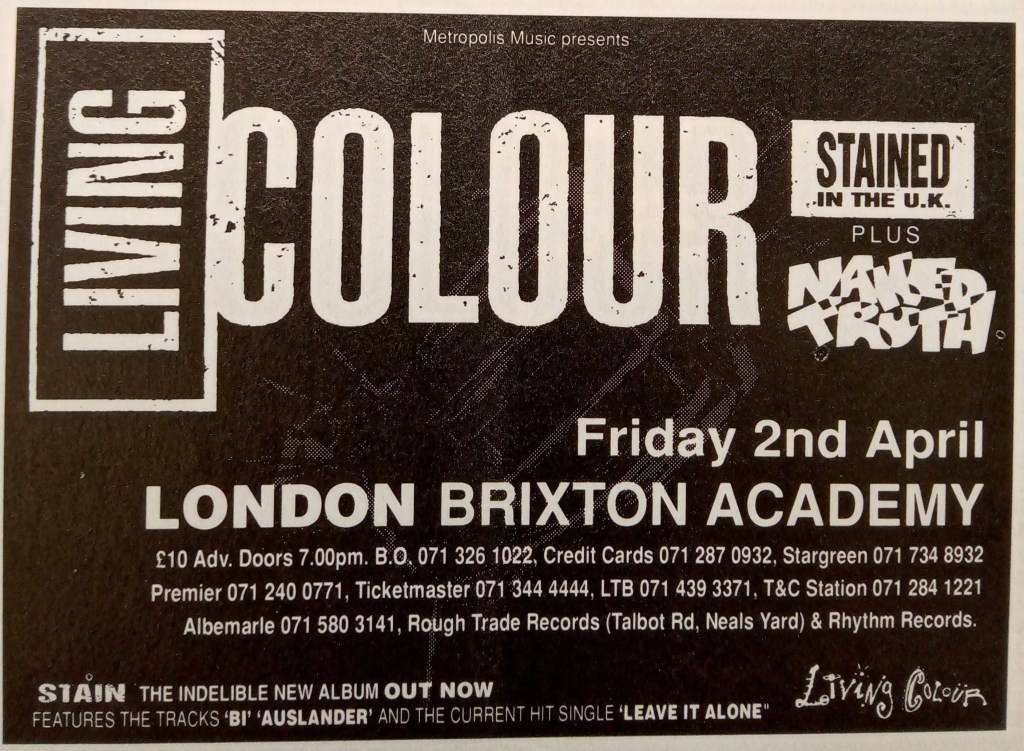 Metropolis Music presents
LIVING
COLOUR
STAINED
IN THE U.K.
PLUS
NAKED
TRUTH
Friday 2nd April
LONDON BRIXTON ACADEMY
£10 Adv. Doors 7.00pm. B.O. 071 326 1022, Credit Cards 071 287 0932, Stargreen 071 734 8932
Premier 071 240 0771, Ticketmaster 071 344 4444, LTB 071 439 3371, T&C Station 071 284 1221
Albemarle 071 580 3141, Rough Trade Records (Talbot Rd, Neals Yard) & Rhythm Records.
STAIN THE INDELIBLE NEW ALBUM OUT NOW
FEATURES THE TRACKS 'BI' 'AUSLANDER' AND THE CURRENT HIT SINGLE 'LEAVE IT ALONE"
Living Colour